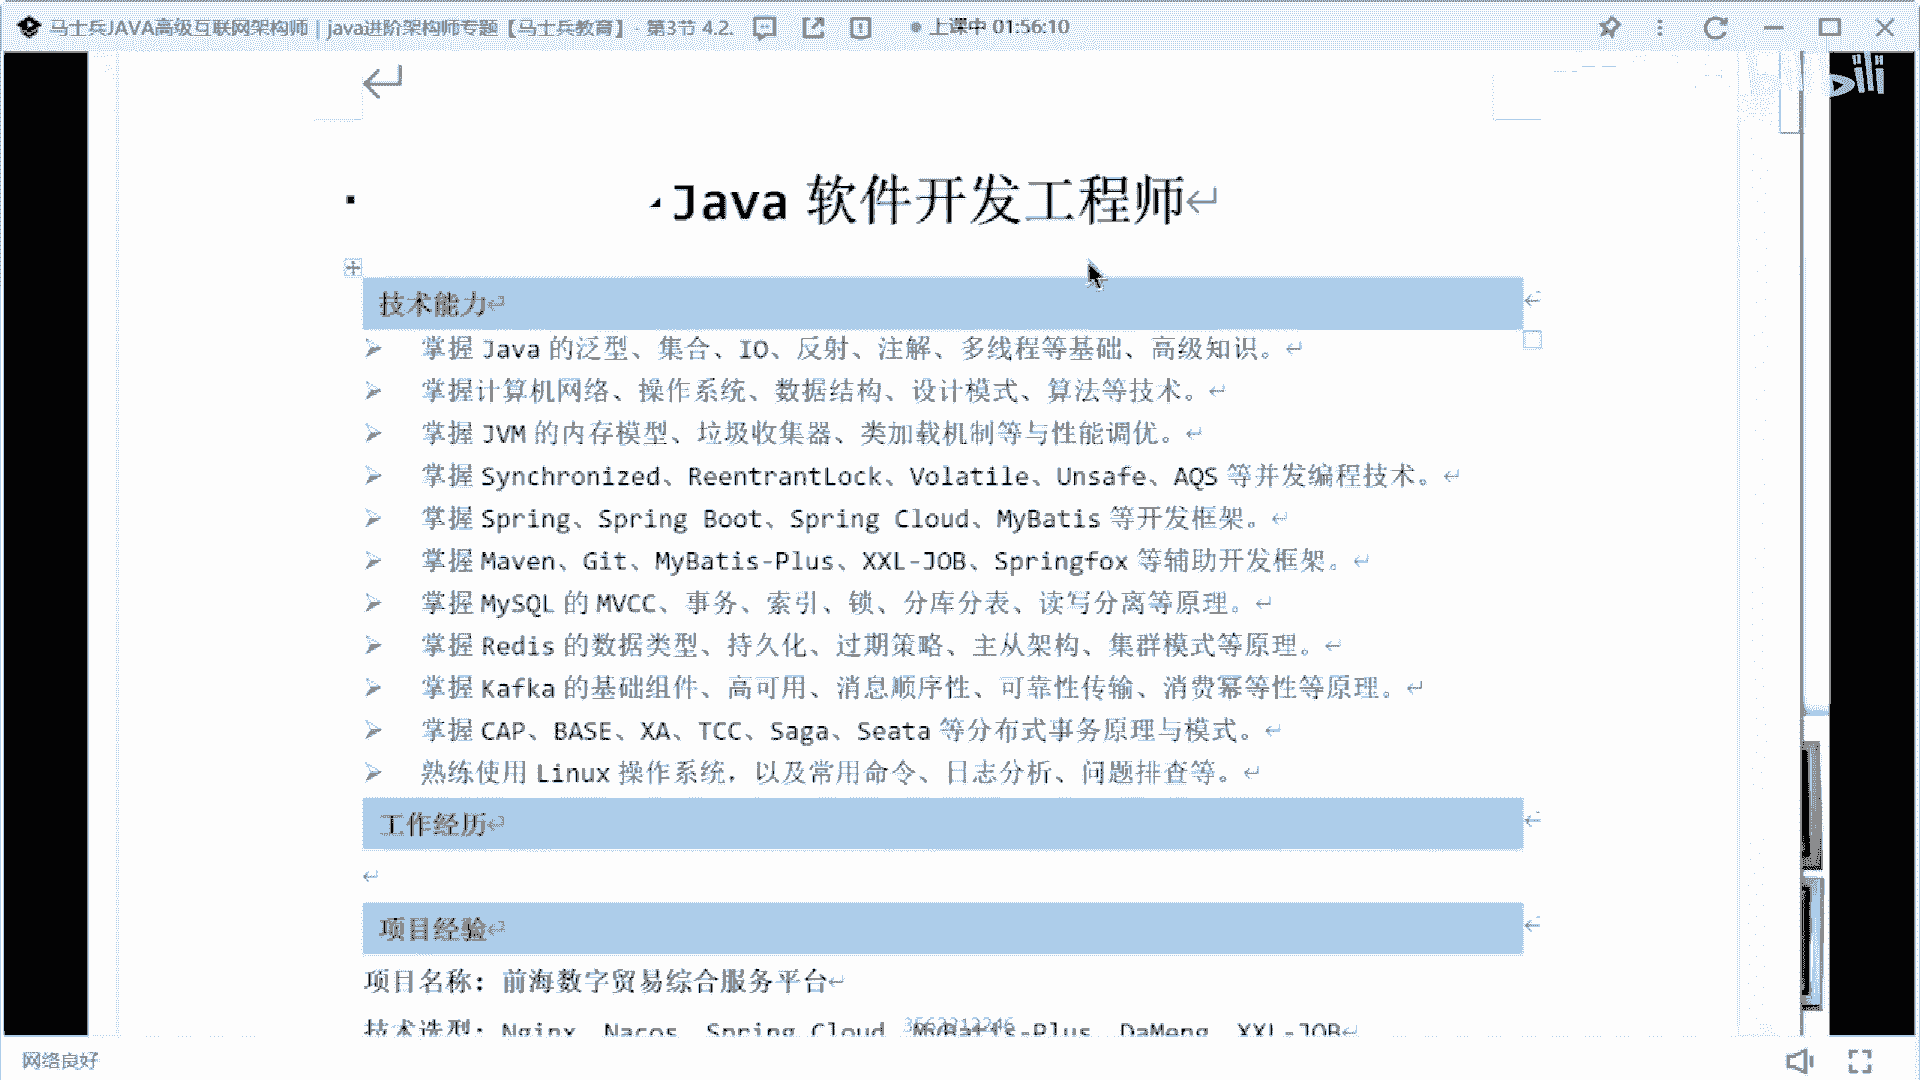 马士兵JAVA高级互联网架构师 | java进阶架构师专题【马士兵教育】 · 第3节 4.2.
上课中 01:56:10
Java 软件开发工程师
技术能力
掌握 Java 的泛型、集合、IO、反射、注解、多线程等基础、高级知识。
掌握计算机网络、操作系统、数据结构、设计模式、算法等技术。
掌握 JVM 的内存模型、垃圾收集器、类加载机制等与性能调优。
掌握 Synchronized、ReentrantLock、Volatile、Unsafe、AQS 等并发编程技术。
掌握 Spring、Spring Boot、Spring Cloud、MyBatis 等开发框架。
掌握 Maven、Git、MyBatis-Plus、XXL-JOB、Springfox 等辅助开发框架。
掌握 MySQL 的 MVCC、事务、索引、锁、分库分表、读写分离等原理。
掌握 Redis 的数据类型、持久化、过期策略、主从架构、集群模式等原理。
掌握 Kafka 的基础组件、高可用、消息顺序性、可靠性传输、消费幂等性等原理。
掌握 CAP、BASE、XA、TCC、Saga、Seata 等分布式事务原理与模式。
熟练使用 Linux 操作系统，以及常用命令、日志分析、问题排查等。
工作经历
项目经验
项目名称：前海数字贸易综合服务平台
技术选型：Nginx、Nacos、Spring Cloud、MyBatis-Plus、DaMeng、XXL-JOB
网络良好